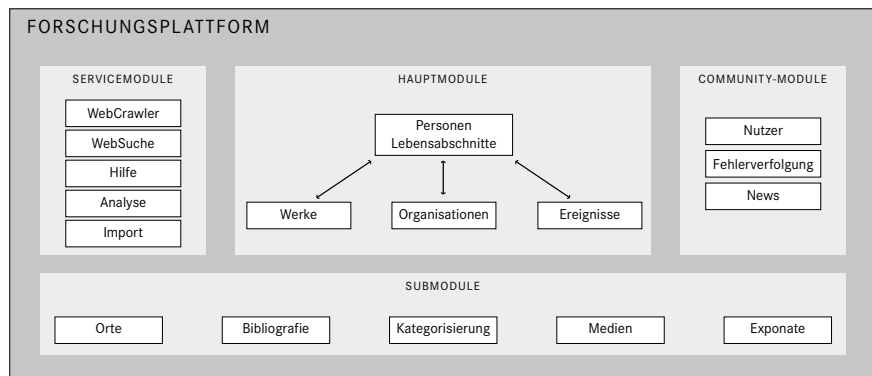 FORSCHUNGSPLATTFORM
SERVICEMODULE
WebCrawler
WebSuche
Hilfe
Analyse
Import
HAUPTMODULE
Personen
Lebensabschnitte
Werke
Organisationen
Ereignisse
COMMUNITY-MODULE
Nutzer
Fehlerverfolgung
News
SUBMODULE
Orte
Bibliografie
Kategorisierung
Medien
Exponate